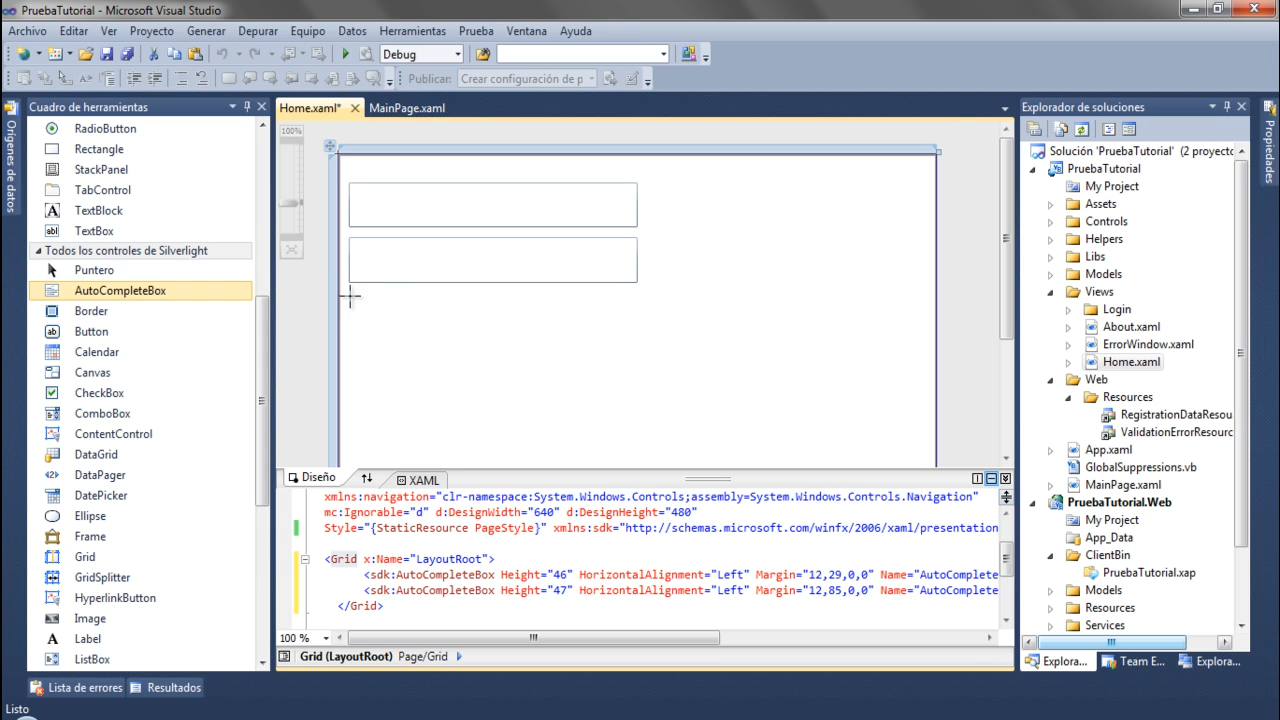 PruebaTutorial - Microsoft Visual Studio
Archivo Editar Ver Proyecto Generar Depurar Equipo Datos Herramientas Prueba Ventana Ayuda
Debug
Publicar: Crear configuración de p
Orígenes de datos
Cuadro de herramientas
RadioButton
Rectangle
StackPanel
TabControl
TextBlock
TextBox
Todos los controles de Silverlight
Puntero
AutoCompleteBox
Border
Button
Calendar
Canvas
CheckBox
ComboBox
ContentControl
DataGrid
DataPager
DatePicker
Ellipse
Frame
Grid
GridSplitter
HyperlinkButton
Image
Label
ListBox
Home.xaml* MainPage.xaml
100%
Diseño XAML
xmlns:navigation="clr-namespace:System.Windows.Controls;assembly=System.Windows.Controls.Navigation"
mc:Ignorable="d" d:DesignWidth="640" d:DesignHeight="480"
Style="{StaticResource PageStyle}" xmlns:sdk="http://schemas.microsoft.com/winfx/2006/xaml/presentation
<Grid x:Name="LayoutRoot">
<sdk:AutoCompleteBox Height="46" HorizontalAlignment="Left" Margin="12,29,0,0" Name="AutoComplete
<sdk:AutoCompleteBox Height="47" HorizontalAlignment="Left" Margin="12,85,0,0" Name="AutoComplete
</Grid>
100 %
Grid (LayoutRoot) Page/Grid
Explorador de soluciones
Solución 'PruebaTutorial' (2 proyecto
PruebaTutorial
My Project
Assets
Controls
Helpers
Libs
Models
Views
Login
About.xaml
ErrorWindow.xaml
Home.xaml
Web
Resources
RegistrationDataResou
ValidationErrorResourc
App.xaml
GlobalSuppressions.vb
MainPage.xaml
PruebaTutorial.Web
My Project
App_Data
ClientBin
PruebaTutorial.xap
Models
Resources
Services
Explora... Team E... Explora...
Propiedades
Lista de errores Resultados
Listo